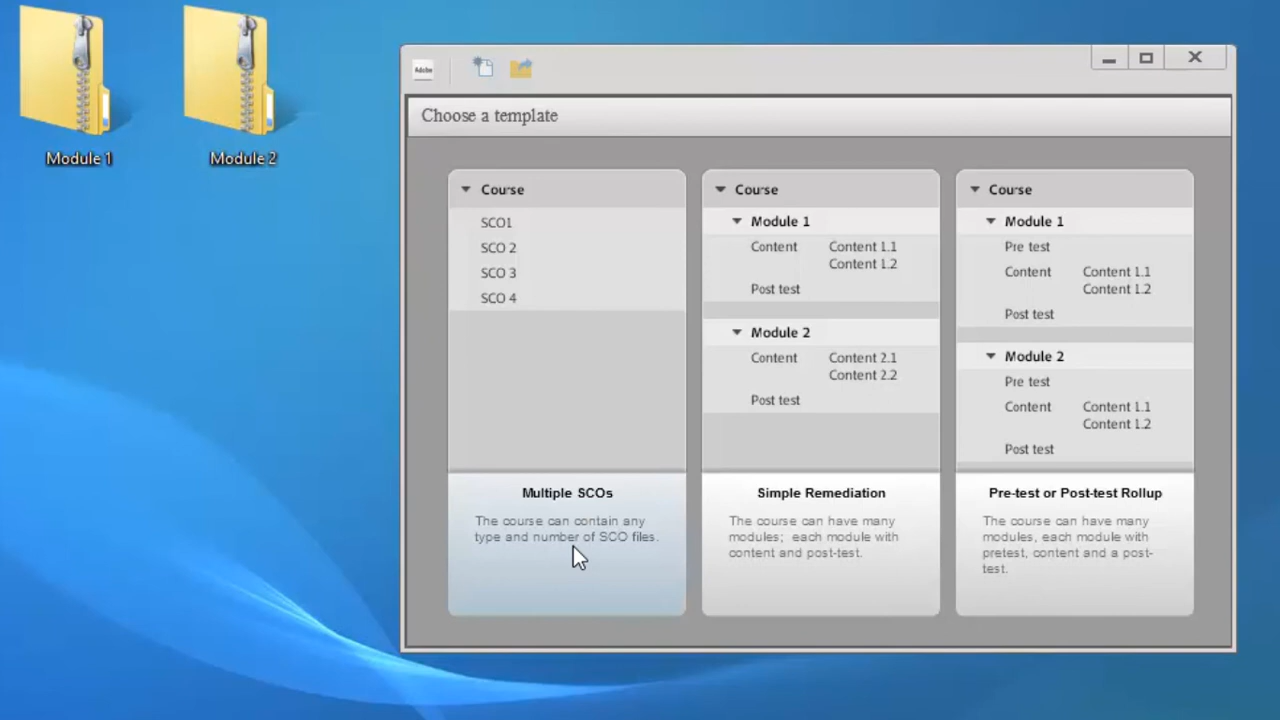 Module 1
Module 2
Adobe
Choose a template
Course
SCO1
SCO 2
SCO 3
SCO 4
Multiple SCOs
The course can contain any
type and number of SCO files.
Course
Module 1
Content Content 1.1
Content 1.2
Post test
Module 2
Content Content 2.1
Content 2.2
Post test
Simple Remediation
The course can have many
modules; each module with
content and post-test.
Course
Module 1
Pre test
Content Content 1.1
Content 1.2
Post test
Module 2
Pre test
Content Content 1.1
Content 1.2
Post test
Pre-test or Post-test Rollup
The course can have many
modules, each module with
pretest, content and a post-
test.